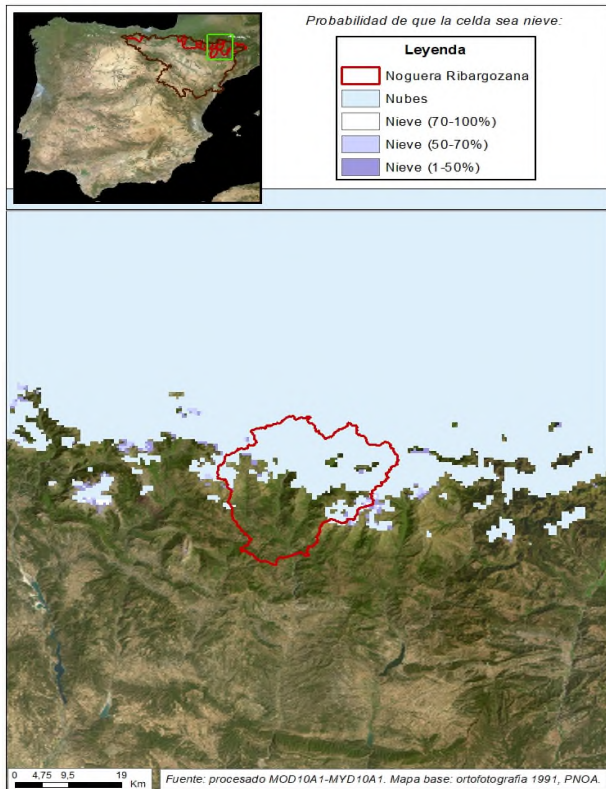 Probabilidad de que la celda sea nieve:
Leyenda
Noguera Ribargozana
Nubes
Nieve (70-100%)
Nieve (50-70%)
Nieve (1-50%)
0 4,75 9,5 19
Km
Fuente: procesado MOD10A1-MYD10A1. Mapa base: ortofotografia 1991, PNOA.